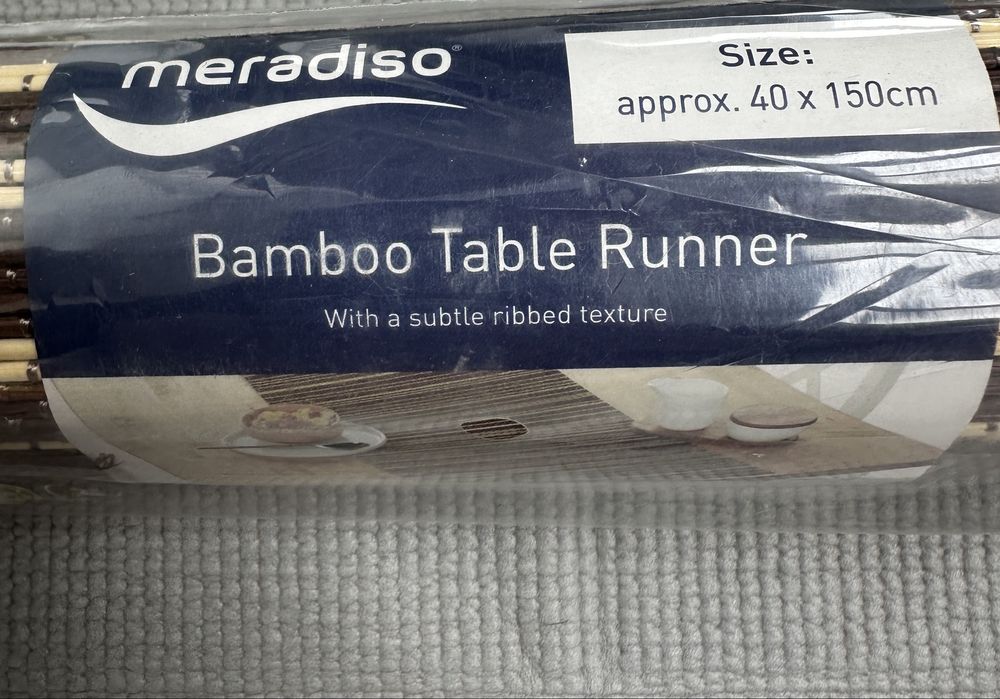 meradiso®
Size:
approx. 40 x 150cm
Bamboo Table Runner
With a subtle ribbed texture